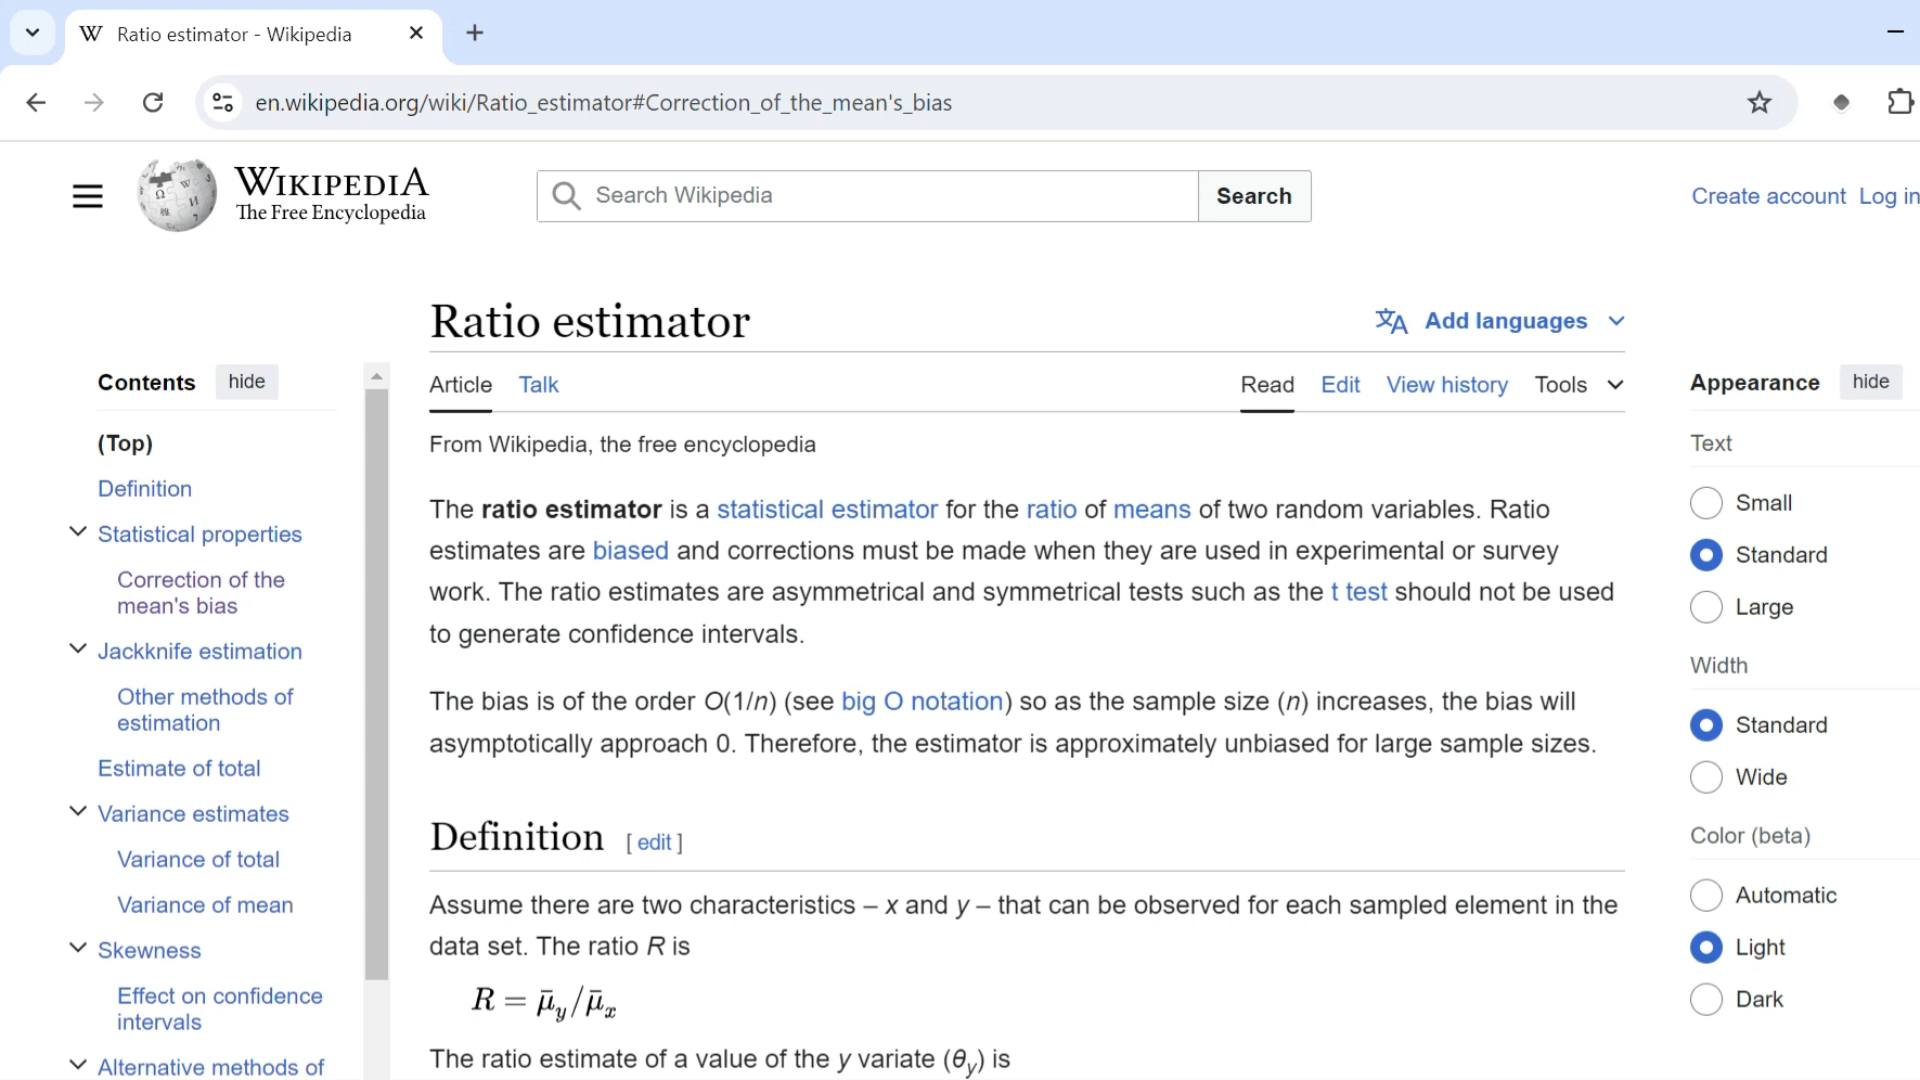 Ratio estimator - Wikipedia
en.wikipedia.org/wiki/Ratio_estimator#Correction_of_the_mean's_bias
WIKIPEDIA
The Free Encyclopedia
Search Wikipedia
Search
Create account Log in
Ratio estimator
Add languages
Contents hide
Article Talk
Read Edit View history Tools
Appearance hide
From Wikipedia, the free encyclopedia
(Top)
Definition
Statistical properties
Correction of the
mean's bias
Jackknife estimation
Other methods of
estimation
Estimate of total
Variance estimates
Variance of total
Variance of mean
Skewness
Effect on confidence
intervals
Alternative methods of
The ratio estimator is a statistical estimator for the ratio of means of two random variables. Ratio
estimates are biased and corrections must be made when they are used in experimental or survey
work. The ratio estimates are asymmetrical and symmetrical tests such as the t test should not be used
to generate confidence intervals.
The bias is of the order O(1/n) (see big O notation) so as the sample size (n) increases, the bias will
asymptotically approach 0. Therefore, the estimator is approximately unbiased for large sample sizes.
Definition [ edit ]
Assume there are two characteristics – x and y – that can be observed for each sampled element in the
data set. The ratio R is
R = μ̄y/μ̄x
The ratio estimate of a value of the y variate (θy) is
Text
Small
Standard
Large
Width
Standard
Wide
Color (beta)
Automatic
Light
Dark